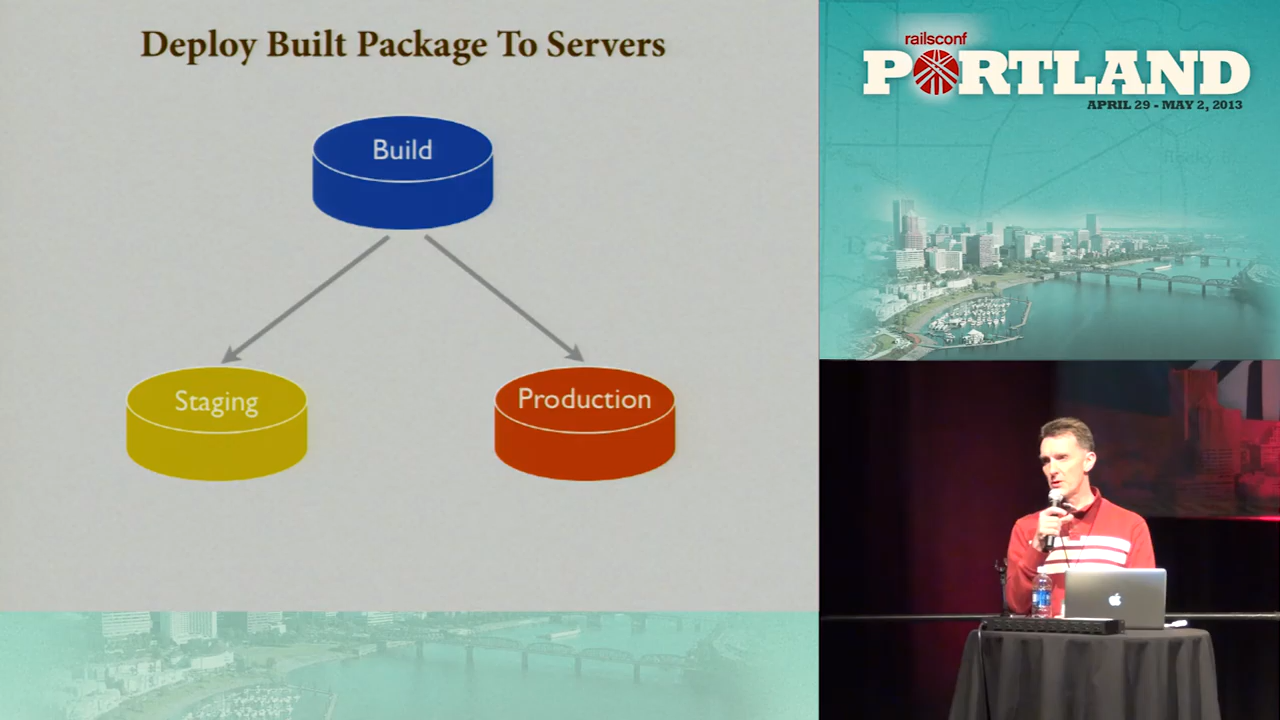 Deploy Built Package To Servers
Build
Staging
Production
railsconf
PORTLAND
APRIL 29 - MAY 2, 2013